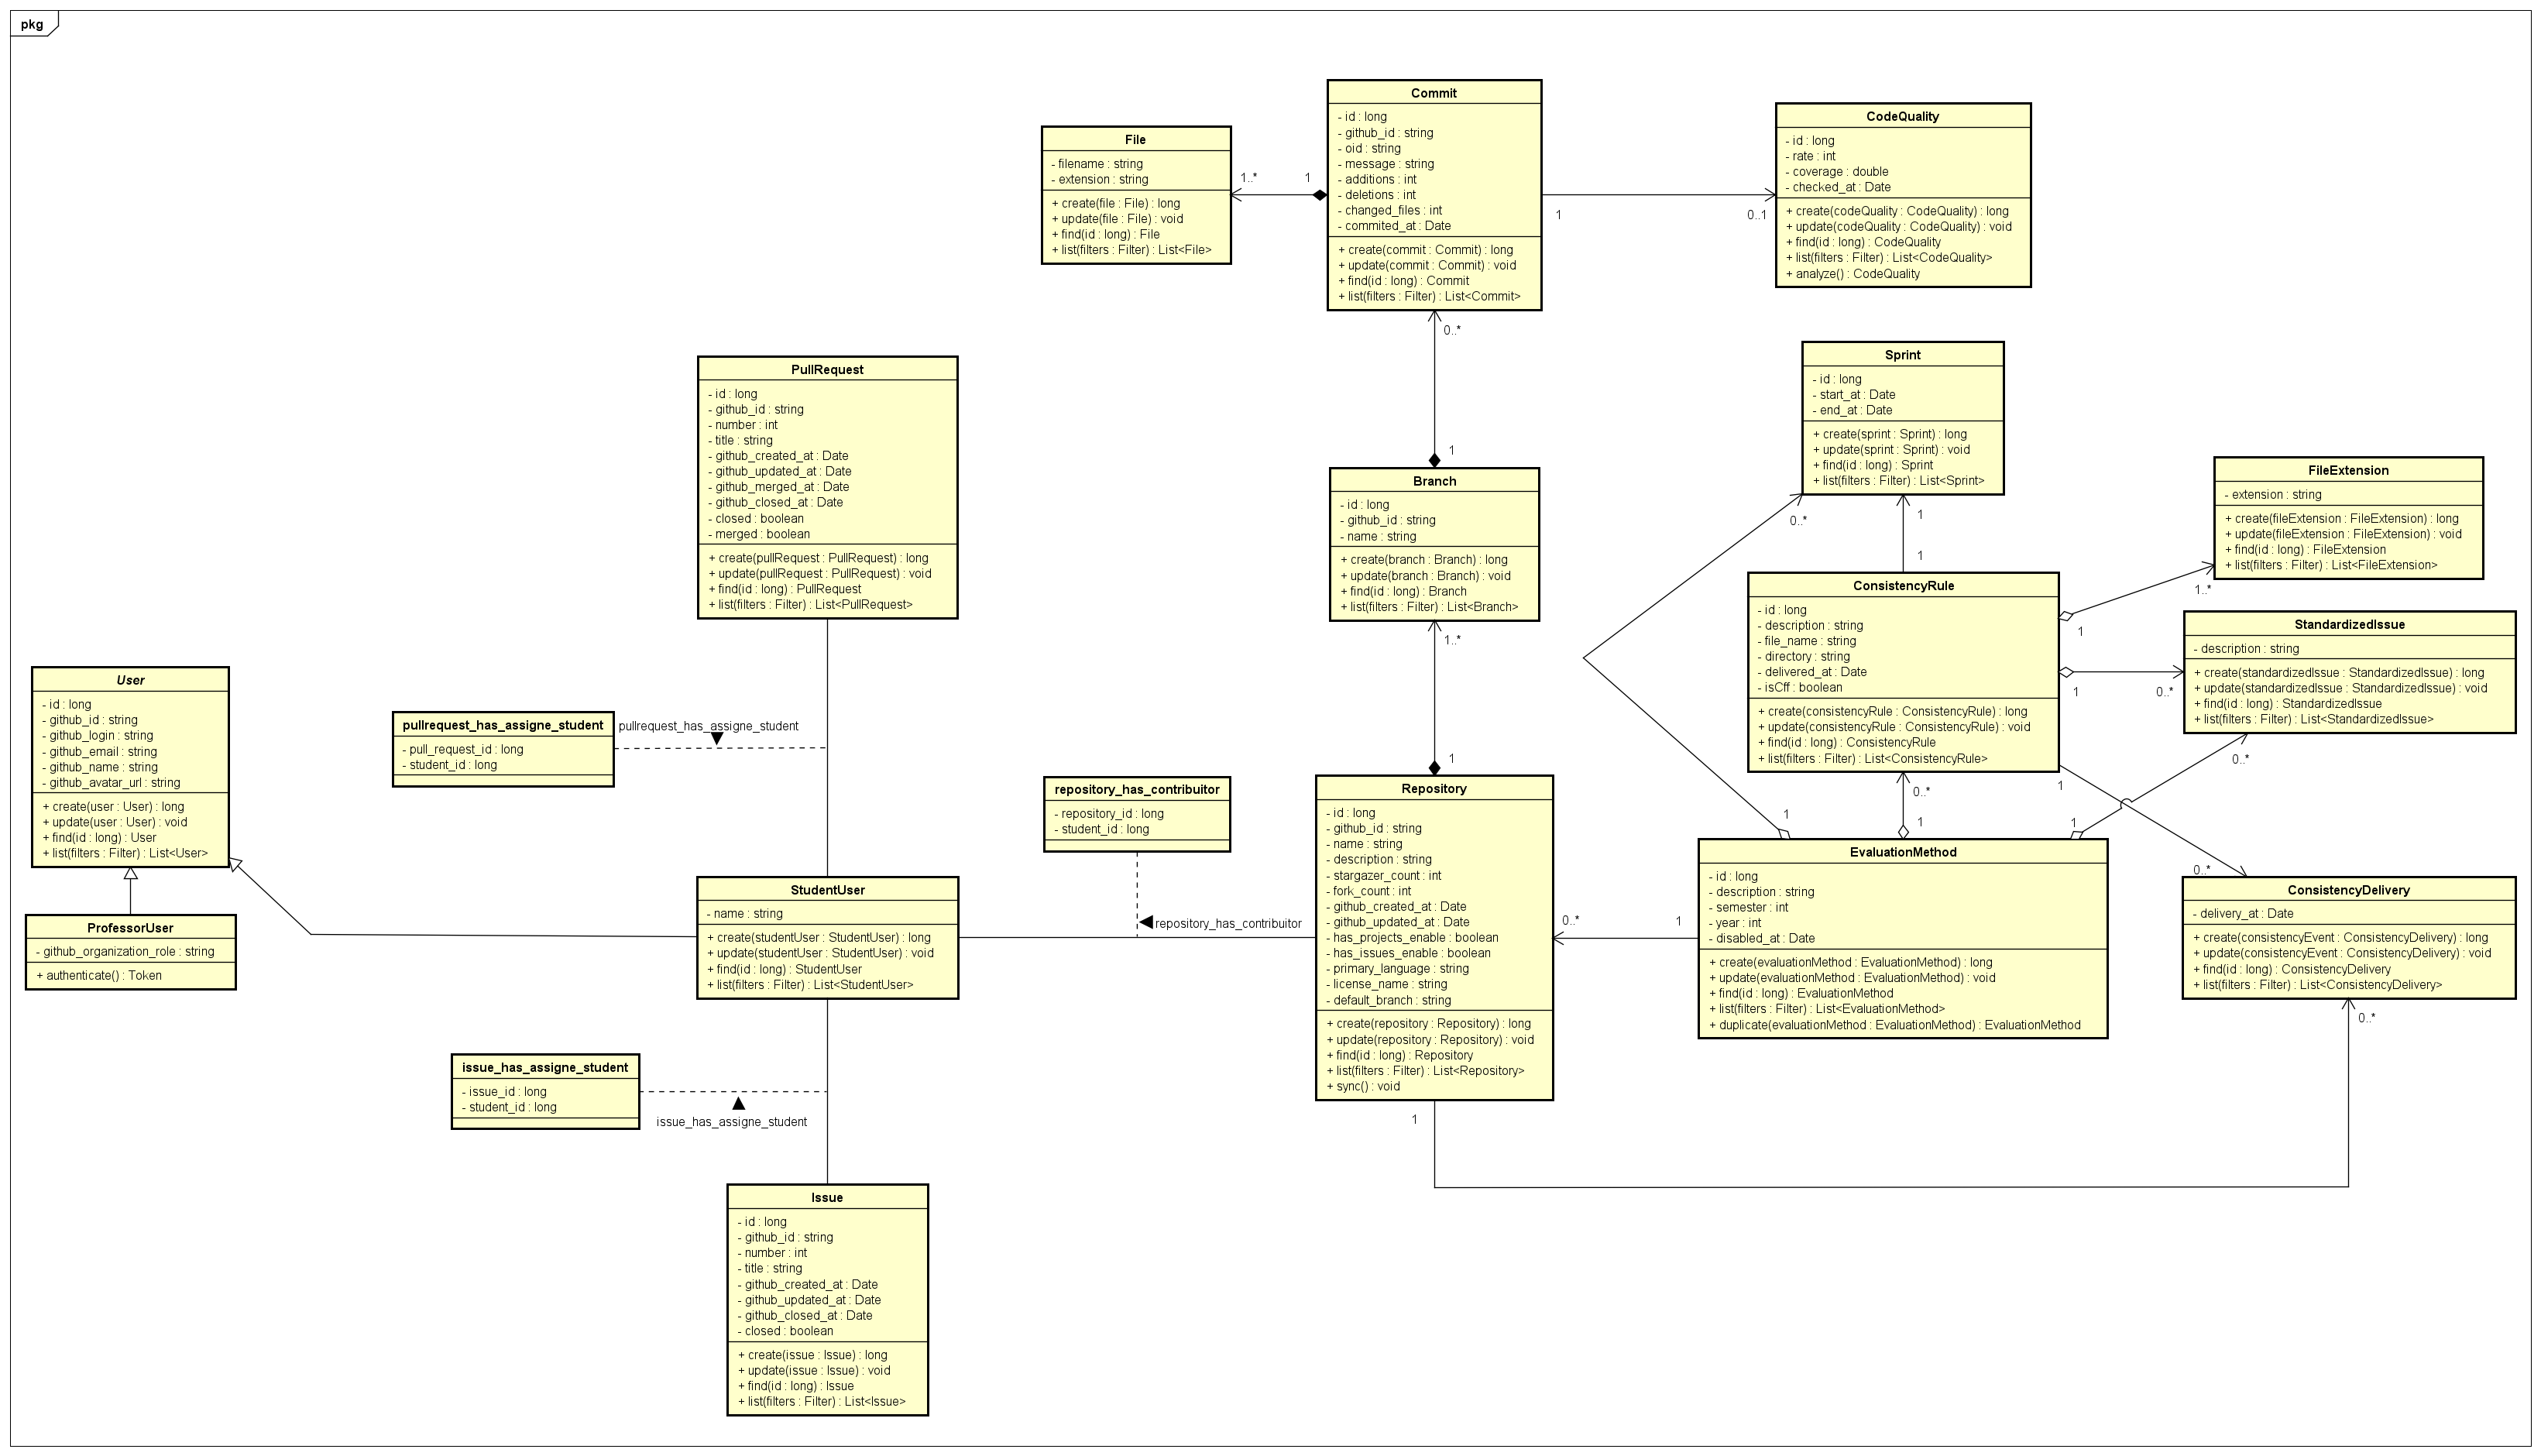 pkg
Commit
- id : long
- github_id : string
- oid : string
- message : string
- additions : int
- deletions : int
- changed_files : int
- commited_at : Date
+ create(commit : Commit) : long
+ update(commit : Commit) : void
+ find(id : long) : Commit
+ list(filters : Filter) : List<Commit>
CodeQuality
- id : long
- rate : int
- coverage : double
- checked_at : Date
+ create(codeQuality : CodeQuality) : long
+ update(codeQuality : CodeQuality) : void
+ find(id : long) : CodeQuality
+ list(filters : Filter) : List<CodeQuality>
+ analyze() : CodeQuality
File
- filename : string
- extension : string
+ create(file : File) : long
+ update(file : File) : void
+ find(id : long) : File
+ list(filters : Filter) : List<File>
1..*
1
1
0..1
0..*
1
Sprint
- id : long
- start_at : Date
- end_at : Date
+ create(sprint : Sprint) : long
+ update(sprint : Sprint) : void
+ find(id : long) : Sprint
+ list(filters : Filter) : List<Sprint>
PullRequest
- id : long
- github_id : string
- number : int
- title : string
- github_created_at : Date
- github_updated_at : Date
- github_merged_at : Date
- github_closed_at : Date
- closed : boolean
- merged : boolean
+ create(pullRequest : PullRequest) : long
+ update(pullRequest : PullRequest) : void
+ find(id : long) : PullRequest
+ list(filters : Filter) : List<PullRequest>
Branch
- id : long
- github_id : string
- name : string
+ create(branch : Branch) : long
+ update(branch : Branch) : void
+ find(id : long) : Branch
+ list(filters : Filter) : List<Branch>
1..*
1
0..*
1
1
FileExtension
- extension : string
+ create(fileExtension : FileExtension) : long
+ update(fileExtension : FileExtension) : void
+ find(id : long) : FileExtension
+ list(filters : Filter) : List<FileExtension>
1..*
1
ConsistencyRule
- id : long
- description : string
- file_name : string
- directory : string
- delivered_at : Date
- isCff : boolean
+ create(consistencyRule : ConsistencyRule) : long
+ update(consistencyRule : ConsistencyRule) : void
+ find(id : long) : ConsistencyRule
+ list(filters : Filter) : List<ConsistencyRule>
StandardizedIssue
- description : string
+ create(standardizedIssue : StandardizedIssue) : long
+ update(standardizedIssue : StandardizedIssue) : void
+ find(id : long) : StandardizedIssue
+ list(filters : Filter) : List<StandardizedIssue>
1
0..*
0..*
1
0..*
1
1
1
0..*
User
- id : long
- github_id : string
- github_login : string
- github_email : string
- github_name : string
- github_avatar_url : string
+ create(user : User) : long
+ update(user : User) : void
+ find(id : long) : User
+ list(filters : Filter) : List<User>
pullrequest_has_assigne_student
- pull_request_id : long
- student_id : long
pullrequest_has_assigne_student
repository_has_contribuitor
- repository_id : long
- student_id : long
repository_has_contribuitor
Repository
- id : long
- github_id : string
- name : string
- description : string
- stargazer_count : int
- fork_count : int
- github_created_at : Date
- github_updated_at : Date
- has_projects_enable : boolean
- has_issues_enable : boolean
- primary_language : string
- license_name : string
- default_branch : string
+ create(repository : Repository) : long
+ update(repository : Repository) : void
+ find(id : long) : Repository
+ list(filters : Filter) : List<Repository>
+ sync() : void
0..*
1
EvaluationMethod
- id : long
- description : string
- semester : int
- year : int
- disabled_at : Date
+ create(evaluationMethod : EvaluationMethod) : long
+ update(evaluationMethod : EvaluationMethod) : void
+ find(id : long) : EvaluationMethod
+ list(filters : Filter) : List<EvaluationMethod>
+ duplicate(evaluationMethod : EvaluationMethod) : EvaluationMethod
ConsistencyDelivery
- delivery_at : Date
+ create(consistencyEvent : ConsistencyDelivery) : long
+ update(consistencyEvent : ConsistencyDelivery) : void
+ find(id : long) : ConsistencyDelivery
+ list(filters : Filter) : List<ConsistencyDelivery>
0..*
1
ProfessorUser
- github_organization_role : string
+ authenticate() : Token
StudentUser
- name : string
+ create(studentUser : StudentUser) : long
+ update(studentUser : StudentUser) : void
+ find(id : long) : StudentUser
+ list(filters : Filter) : List<StudentUser>
issue_has_assigne_student
- issue_id : long
- student_id : long
issue_has_assigne_student
Issue
- id : long
- github_id : string
- number : int
- title : string
- github_created_at : Date
- github_updated_at : Date
- github_closed_at : Date
- closed : boolean
+ create(issue : Issue) : long
+ update(issue : Issue) : void
+ find(id : long) : Issue
+ list(filters : Filter) : List<Issue>